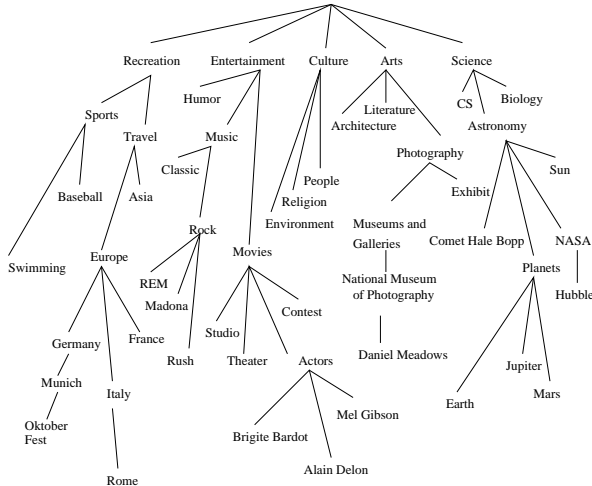 Recreation
Entertainment
Culture
Arts
Science
Humor
CS
Biology
Sports
Literature
Architecture
Astronomy
Travel
Music
Photography
Classic
Sun
People
Exhibit
Baseball
Asia
Religion
Environment
Museums and
Galleries
Rock
Comet Hale Bopp
NASA
Movies
Swimming
Europe
Planets
REM
National Museum
of Photography
Hubble
Madona
Contest
Studio
Germany
France
Rush
Theater
Actors
Daniel Meadows
Jupiter
Munich
Italy
Earth
Mars
Mel Gibson
Oktober
Fest
Brigite Bardot
Alain Delon
Rome